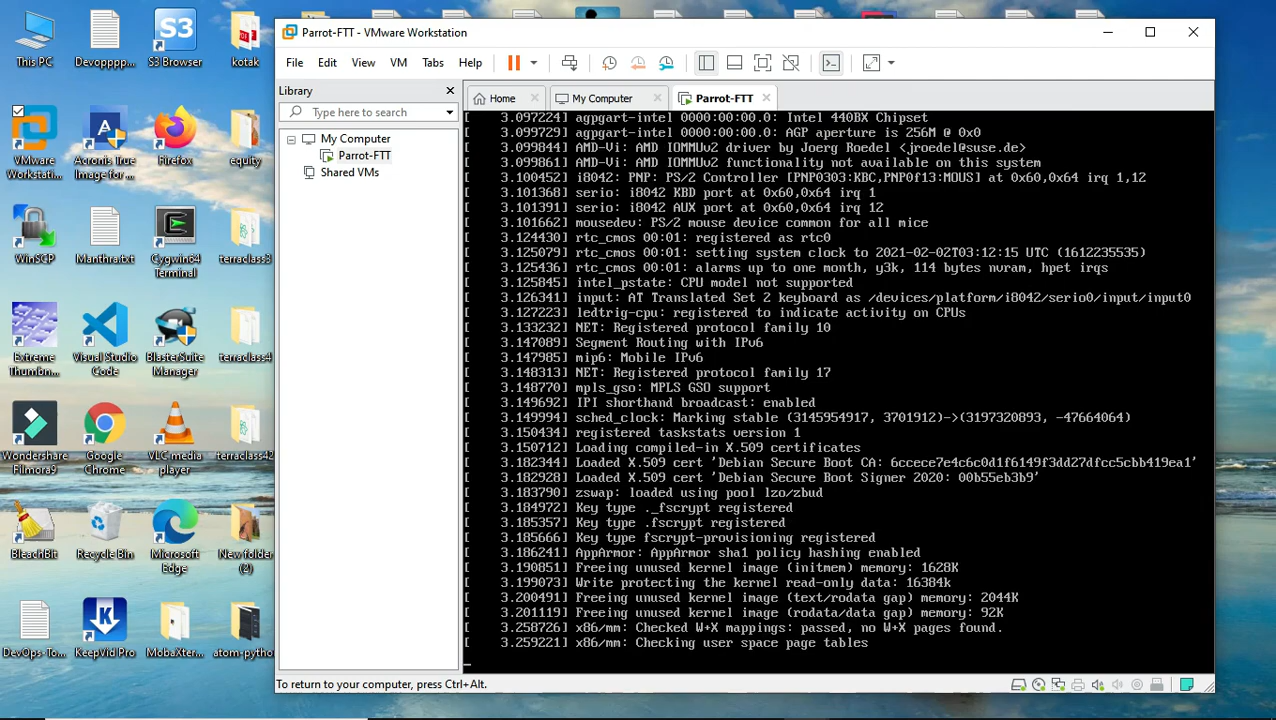 This PC
Devopppp...
S3 Browser
kotak
VMware Workstati...
Acronis True Image for ...
Firefox
equity
WinSCP
Manthra.txt
Cygwin64 Terminal
terraclass3
Extreme Thumbn...
Visual Studio Code
BlasterSuite Manager
terraclass4
Wondershare Filmora9
Google Chrome
VLC media player
terraclass42
BleachBit
Recycle Bin
Microsoft Edge
New folder (2)
DevOps-To...
KeepVid Pro
MobaXter...
atom-pytho...
S3
Parrot-FTT - VMware Workstation
File Edit View VM Tabs Help
Library
Type here to search
My Computer
Parrot-FTT
Shared VMs
Home
My Computer
Parrot-FTT
[ 3.097224] agpgart-intel 0000:00:00.0: Intel 440BX Chipset
[ 3.099729] agpgart-intel 0000:00:00.0: AGP aperture is 256M @ 0x0
[ 3.099844] AMD-Vi: AMD IOMMUv2 driver by Joerg Roedel <jroedel@suse.de>
[ 3.099861] AMD-Vi: AMD IOMMUv2 functionality not available on this system
[ 3.100452] i8042: PNP: PS/2 Controller [PNP0303:KBC,PNP0f13:MOUS] at 0x60,0x64 irq 1,12
[ 3.101368] serio: i8042 KBD port at 0x60,0x64 irq 1
[ 3.101391] serio: i8042 AUX port at 0x60,0x64 irq 12
[ 3.101662] mousedev: PS/2 mouse device common for all mice
[ 3.124430] rtc_cmos 00:01: registered as rtc0
[ 3.125079] rtc_cmos 00:01: setting system clock to 2021-02-02T03:12:15 UTC (1612235535)
[ 3.125436] rtc_cmos 00:01: alarms up to one month, y3k, 114 bytes nvram, hpet irqs
[ 3.125845] intel_pstate: CPU model not supported
[ 3.126341] input: AT Translated Set 2 keyboard as /devices/platform/i8042/serio0/input/input0
[ 3.127223] ledtrig-cpu: registered to indicate activity on CPUs
[ 3.133232] NET: Registered protocol family 10
[ 3.147089] Segment Routing with IPv6
[ 3.147985] mip6: Mobile IPv6
[ 3.148313] NET: Registered protocol family 17
[ 3.148770] mpls_gso: MPLS GSO support
[ 3.149692] IPI shorthand broadcast: enabled
[ 3.149994] sched_clock: Marking stable (3145954917, 3701912)->(3197320893, -47664064)
[ 3.150434] registered taskstats version 1
[ 3.150712] Loading compiled-in X.509 certificates
[ 3.182344] Loaded X.509 cert 'Debian Secure Boot CA: 6ccece7e4c6c0d1f6149f3dd27dfcc5cbb419ea1'
[ 3.182928] Loaded X.509 cert 'Debian Secure Boot Signer 2020: 00b55eb3b9'
[ 3.183790] zswap: loaded using pool lzo/zbud
[ 3.184972] Key type ._fscrypt registered
[ 3.185357] Key type .fscrypt registered
[ 3.185666] Key type fscrypt-provisioning registered
[ 3.186241] AppArmor: AppArmor sha1 policy hashing enabled
[ 3.190851] Freeing unused kernel image (initmem) memory: 1628K
[ 3.199073] Write protecting the kernel read-only data: 16384k
[ 3.200491] Freeing unused kernel image (text/rodata gap) memory: 2044K
[ 3.201119] Freeing unused kernel image (rodata/data gap) memory: 92K
[ 3.258726] x86/mm: Checked W+X mappings: passed, no W+X pages found.
[ 3.259221] x86/mm: Checking user space page tables
To return to your computer, press Ctrl+Alt.